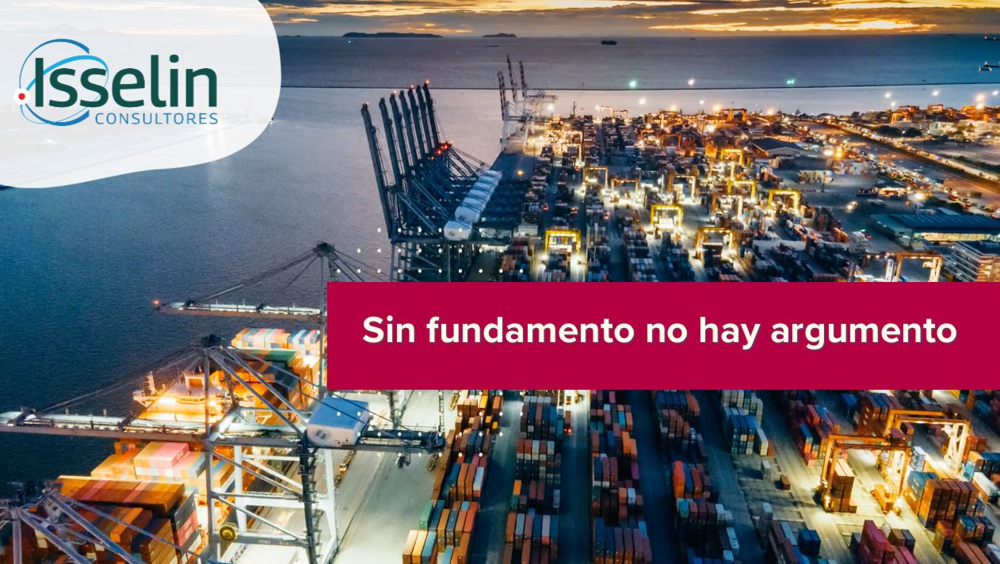 Isselin
CONSULTORES
Sin fundamento no hay argumento